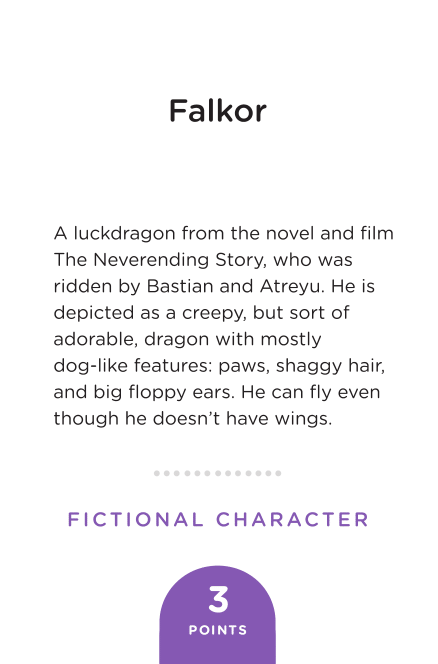 Falkor
A luckdragon from the novel and film
The Neverending Story, who was
ridden by Bastian and Atreyu. He is
depicted as a creepy, but sort of
adorable, dragon with mostly
dog-like features: paws, shaggy hair,
and big floppy ears. He can fly even
though he doesn’t have wings.
FICTIONAL CHARACTER
3
POINTS